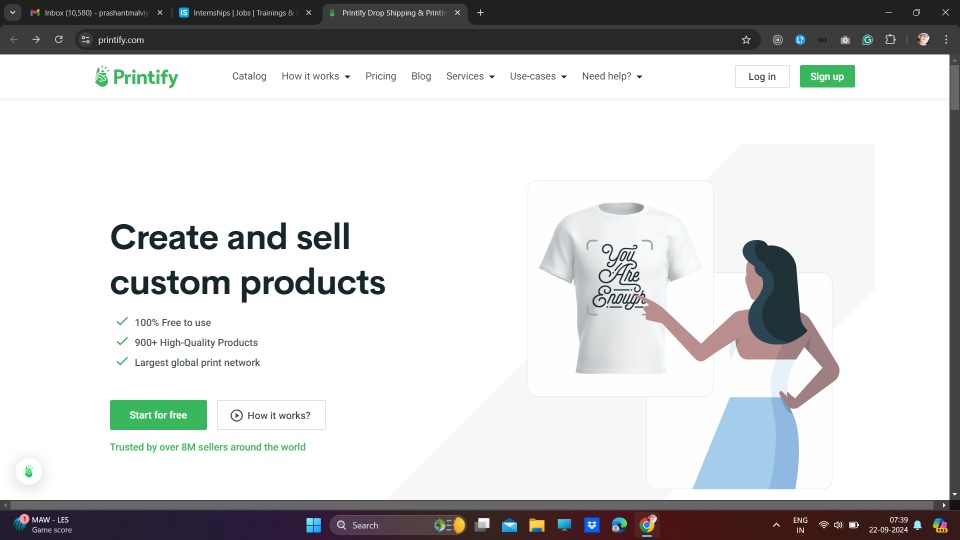 Inbox (10,580) - prashantmalviy
Internships | Jobs | Trainings &
Printify Drop Shipping & Printin
printify.com
Printify
Catalog
How it works
Pricing
Blog
Services
Use-cases
Need help?
Log in
Sign up
Create and sell
custom products
100% Free to use
900+ High-Quality Products
Largest global print network
Start for free
How it works?
Trusted by over 8M sellers around the world
You
Are
Enough
1
MAW - LES
Game score
Search
ENG
IN
07:39
22-09-2024